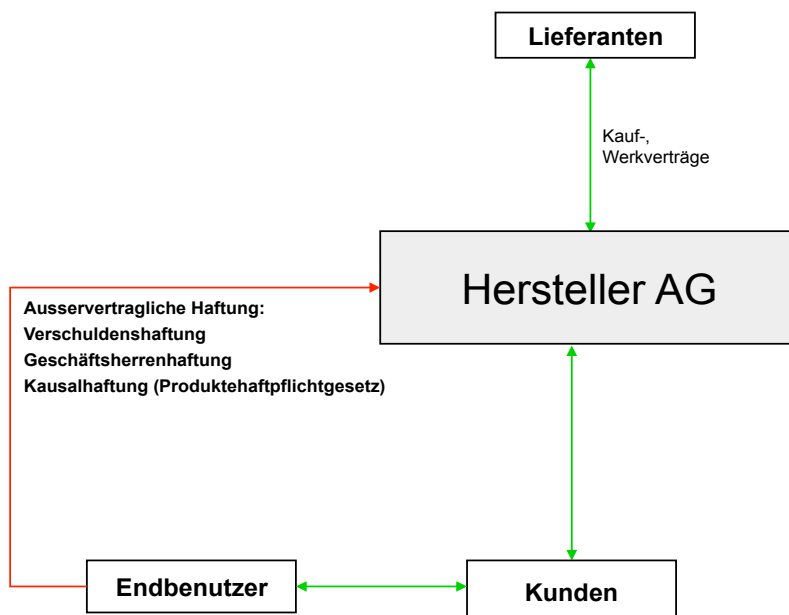 Lieferanten
Kauf-,
Werkverträge
Hersteller AG
Ausservertragliche Haftung:
Verschuldenshaftung
Geschäftsherrenhaftung
Kausalhaftung (Produktehaftpflichtgesetz)
Endbenutzer
Kunden